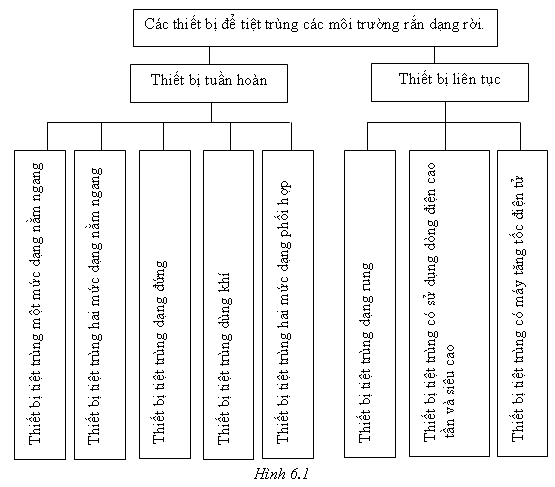 Các thiết bị để tiệt trùng các môi trường rắn dạng rời.
Thiết bị tuần hoàn
Thiết bị liên tục
Thiết bị tiệt trùng một mức dạng nằm ngang
Thiết bị tiệt trùng hai mức dạng nằm ngang
Thiết bị tiệt trùng dạng đứng
Thiết bị tiệt trùng dùng khí
Thiết bị tiệt trùng hai mức dạng phối hợp
Thiết bị tiệt trùng dạng rung
Thiết bị tiệt trùng có sử dụng dòng điện cao
tần và siêu cao
Thiết bị tiệt trùng có máy tăng tốc điện tử
Hình 6.1